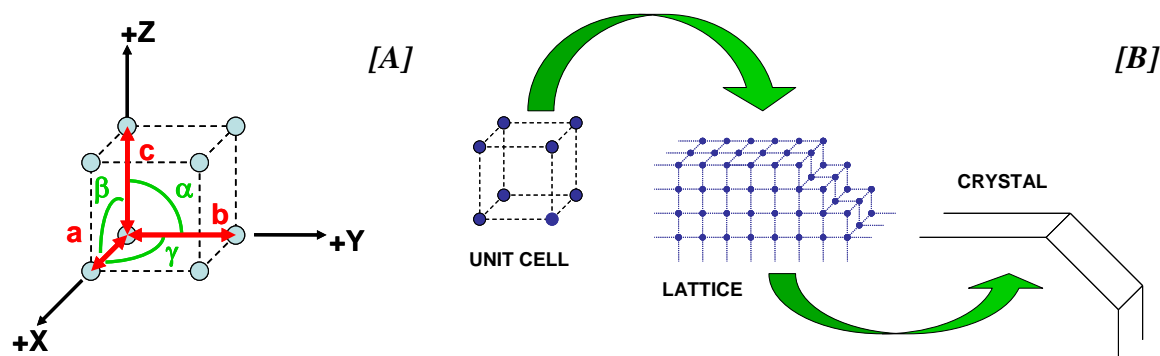 +Z
[A]
[B]
c
β
α
a
b
γ
+Y
+X
UNIT CELL
LATTICE
CRYSTAL